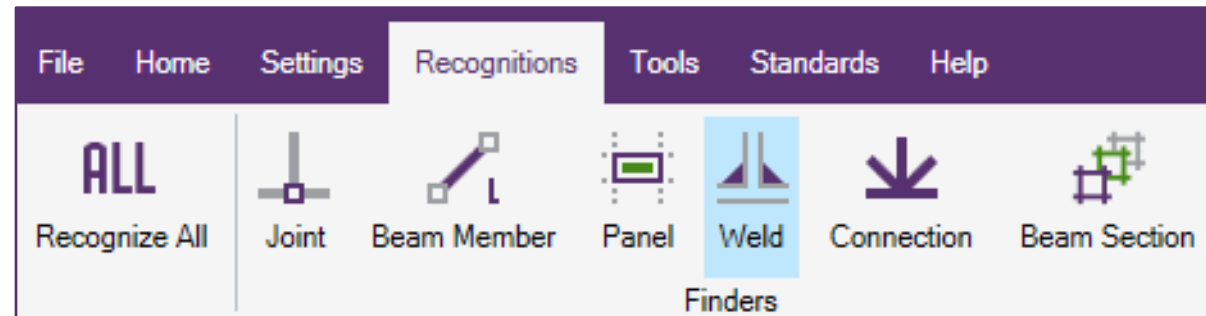 File Home Settings Recognitions Tools Standards Help
ALL
Recognize All Joint Beam Member Panel Weld Connection Beam Section
Finders